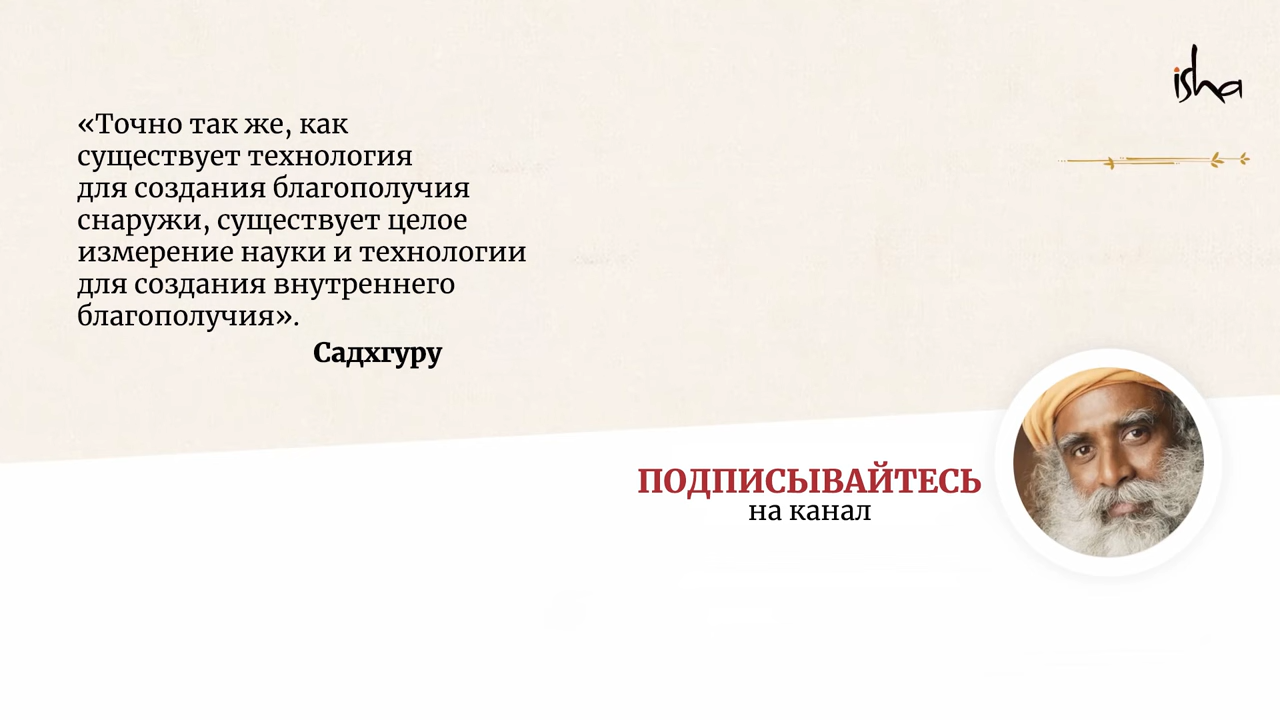 isha
«Точно так же, как
существует технология
для создания благополучия
снаружи, существует целое
измерение науки и технологии
для создания внутреннего
благополучия».
Садхгуру
ПОДПИСЫВАЙТЕСЬ
на канал